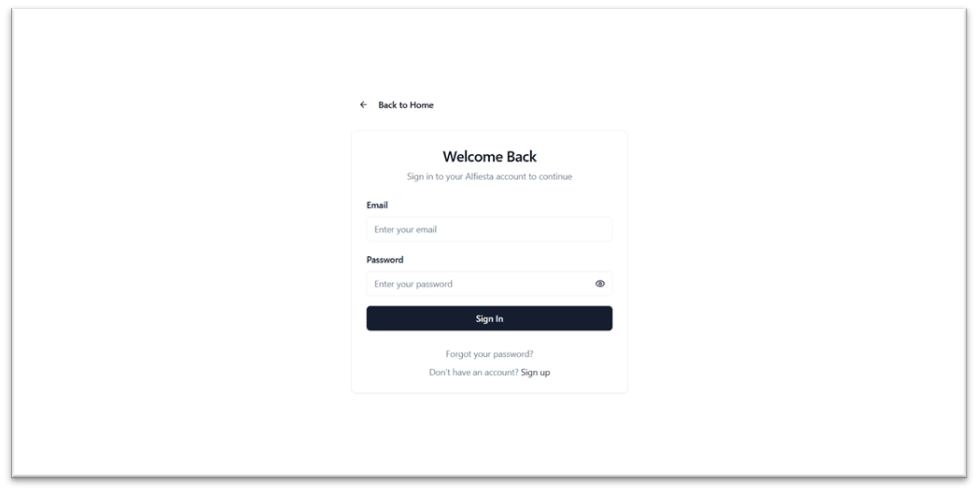 Back to Home
Welcome Back
Sign in to your Alfiesta account to continue
Email
Enter your email
Password
Enter your password
Sign In
Forgot your password?
Don't have an account? Sign up